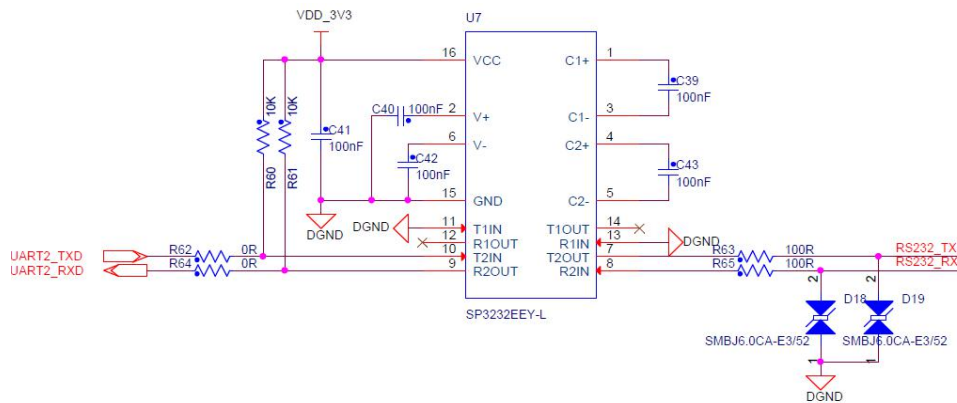 VDD_3V3
U7
16 VCC C1+ 1
10K 10K
C39
100nF
C40 100nF 2 V+ C1- 3
C41
100nF
6 V- C2+ 4
C42
100nF
C43
100nF
R60 R61
15 GND C2- 5
DGND
DGND 11 T1IN T1OUT 14
12 R1OUT R1IN 13 DGND
UART2_TXD R62 0R 10 T2IN T2OUT 7 R63 100R RS232_TX
UART2_RXD R64 0R 9 R2OUT R2IN 8 R65 100R RS232_RX
2 2
D18 D19
SP3232EEY-L
SMBJ6.0CA-E3/52 SMBJ6.0CA-E3/52
1 1
DGND